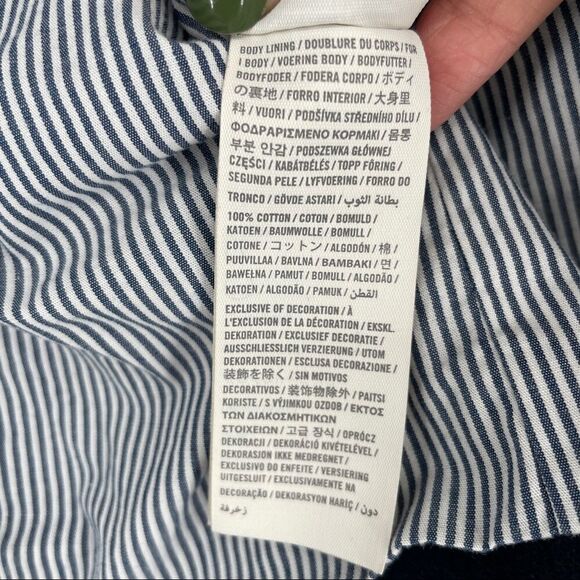 BODY LINING / DOUBLURE DU CORPS / FOR
I BODY / VOERING BODY / BODYFUTTER /
BODYFODER / FODERA CORPO / ボディ
の裏地 / FORRO INTERIOR / 大身里
料 / VUORI / PODŠÍVKA STŘEDNÍHO DÍLU /
ΦΟΔΡΑΡΙΣΜΕΝΟ ΚΟΡΜΑΚΙ / 몸통
부분 안감 / PODSZEWKA GŁÓWNEJ
CZĘŚCI / KABÁTBÉLÉS / TOPP FÔRING /
SEGUNDA PELE / LYFVOERING / FORRO DO
TRONCO / GÖVDE ASTARI / بطانة الثوب
100% COTTON / COTON / BOMULD /
KATOEN / BAUMWOLLE / BOMULL /
COTONE / コットン / ALGODÓN / 棉 /
PUUVILLA / BAVLNA / ΒΑΜΒΑΚΙ / 면 /
BAWEŁNA / PAMUT / BOMULL / ALGODÃO /
KATOEN / ALGODÃO / PAMUK / القطن
EXCLUSIVE OF DECORATION / À
L'EXCLUSION DE LA DÉCORATION / EKSKL.
DEKORATION / EXCLUSIEF DECORATIE /
AUSSCHLIESSLICH VERZIERUNG / UTOM
DEKORATIONEN / ESCLUSA DECORAZIONE /
装飾を除く / SIN MOTIVOS
DECORATIVOS / 装饰物除外 / PAITSI
KORISTE / S VÝJIMKOU OZDOB / ΕΚΤΟΣ
ΤΩΝ ΔΙΑΚΟΣΜΗΤΙΚΩΝ
ΣΤΟΙΧΕΙΩΝ / 고급 장식 / OPRÓCZ
DEKORACJI / DEKORÁCIÓ KIVÉTELÉVEL /
DEKORASJON IKKE MEDREGNET /
EXCLUSIVO DO ENFEITE / VERSIERING
UITGESLUIT / EXCLUSIVAMENTE NA
DECORAÇÃO / DEKORASYON HARİÇ / دون
زخرفة